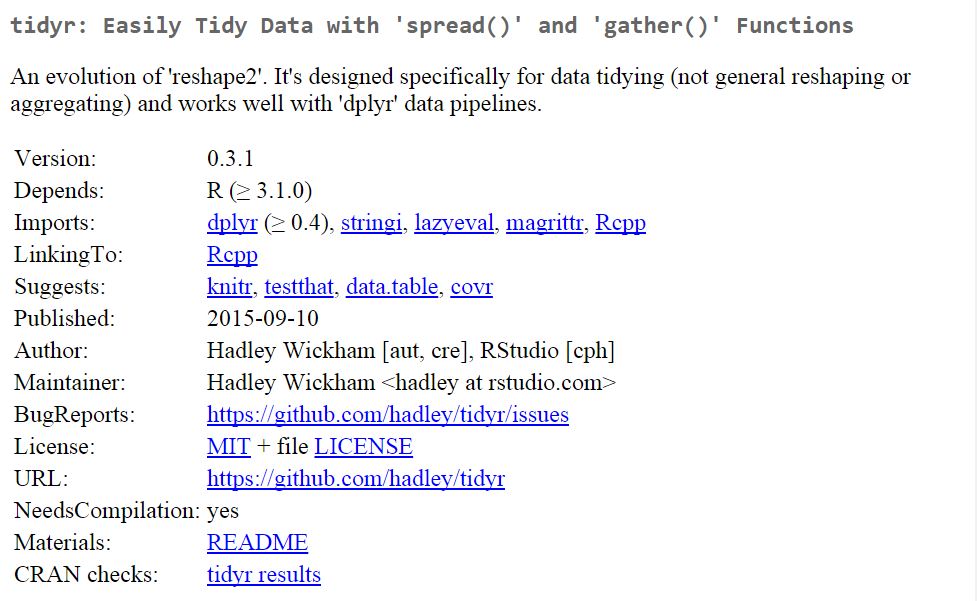 tidyr: Easily Tidy Data with 'spread()' and 'gather()' Functions
An evolution of 'reshape2'. It's designed specifically for data tidying (not general reshaping or
aggregating) and works well with 'dplyr' data pipelines.
Version: 0.3.1
Depends: R (≥ 3.1.0)
Imports: dplyr (≥ 0.4), stringi, lazyeval, magrittr, Rcpp
LinkingTo: Rcpp
Suggests: knitr, testthat, data.table, covr
Published: 2015-09-10
Author: Hadley Wickham [aut, cre], RStudio [cph]
Maintainer: Hadley Wickham <hadley at rstudio.com>
BugReports: https://github.com/hadley/tidyr/issues
License: MIT + file LICENSE
URL: https://github.com/hadley/tidyr
NeedsCompilation: yes
Materials: README
CRAN checks: tidyr results